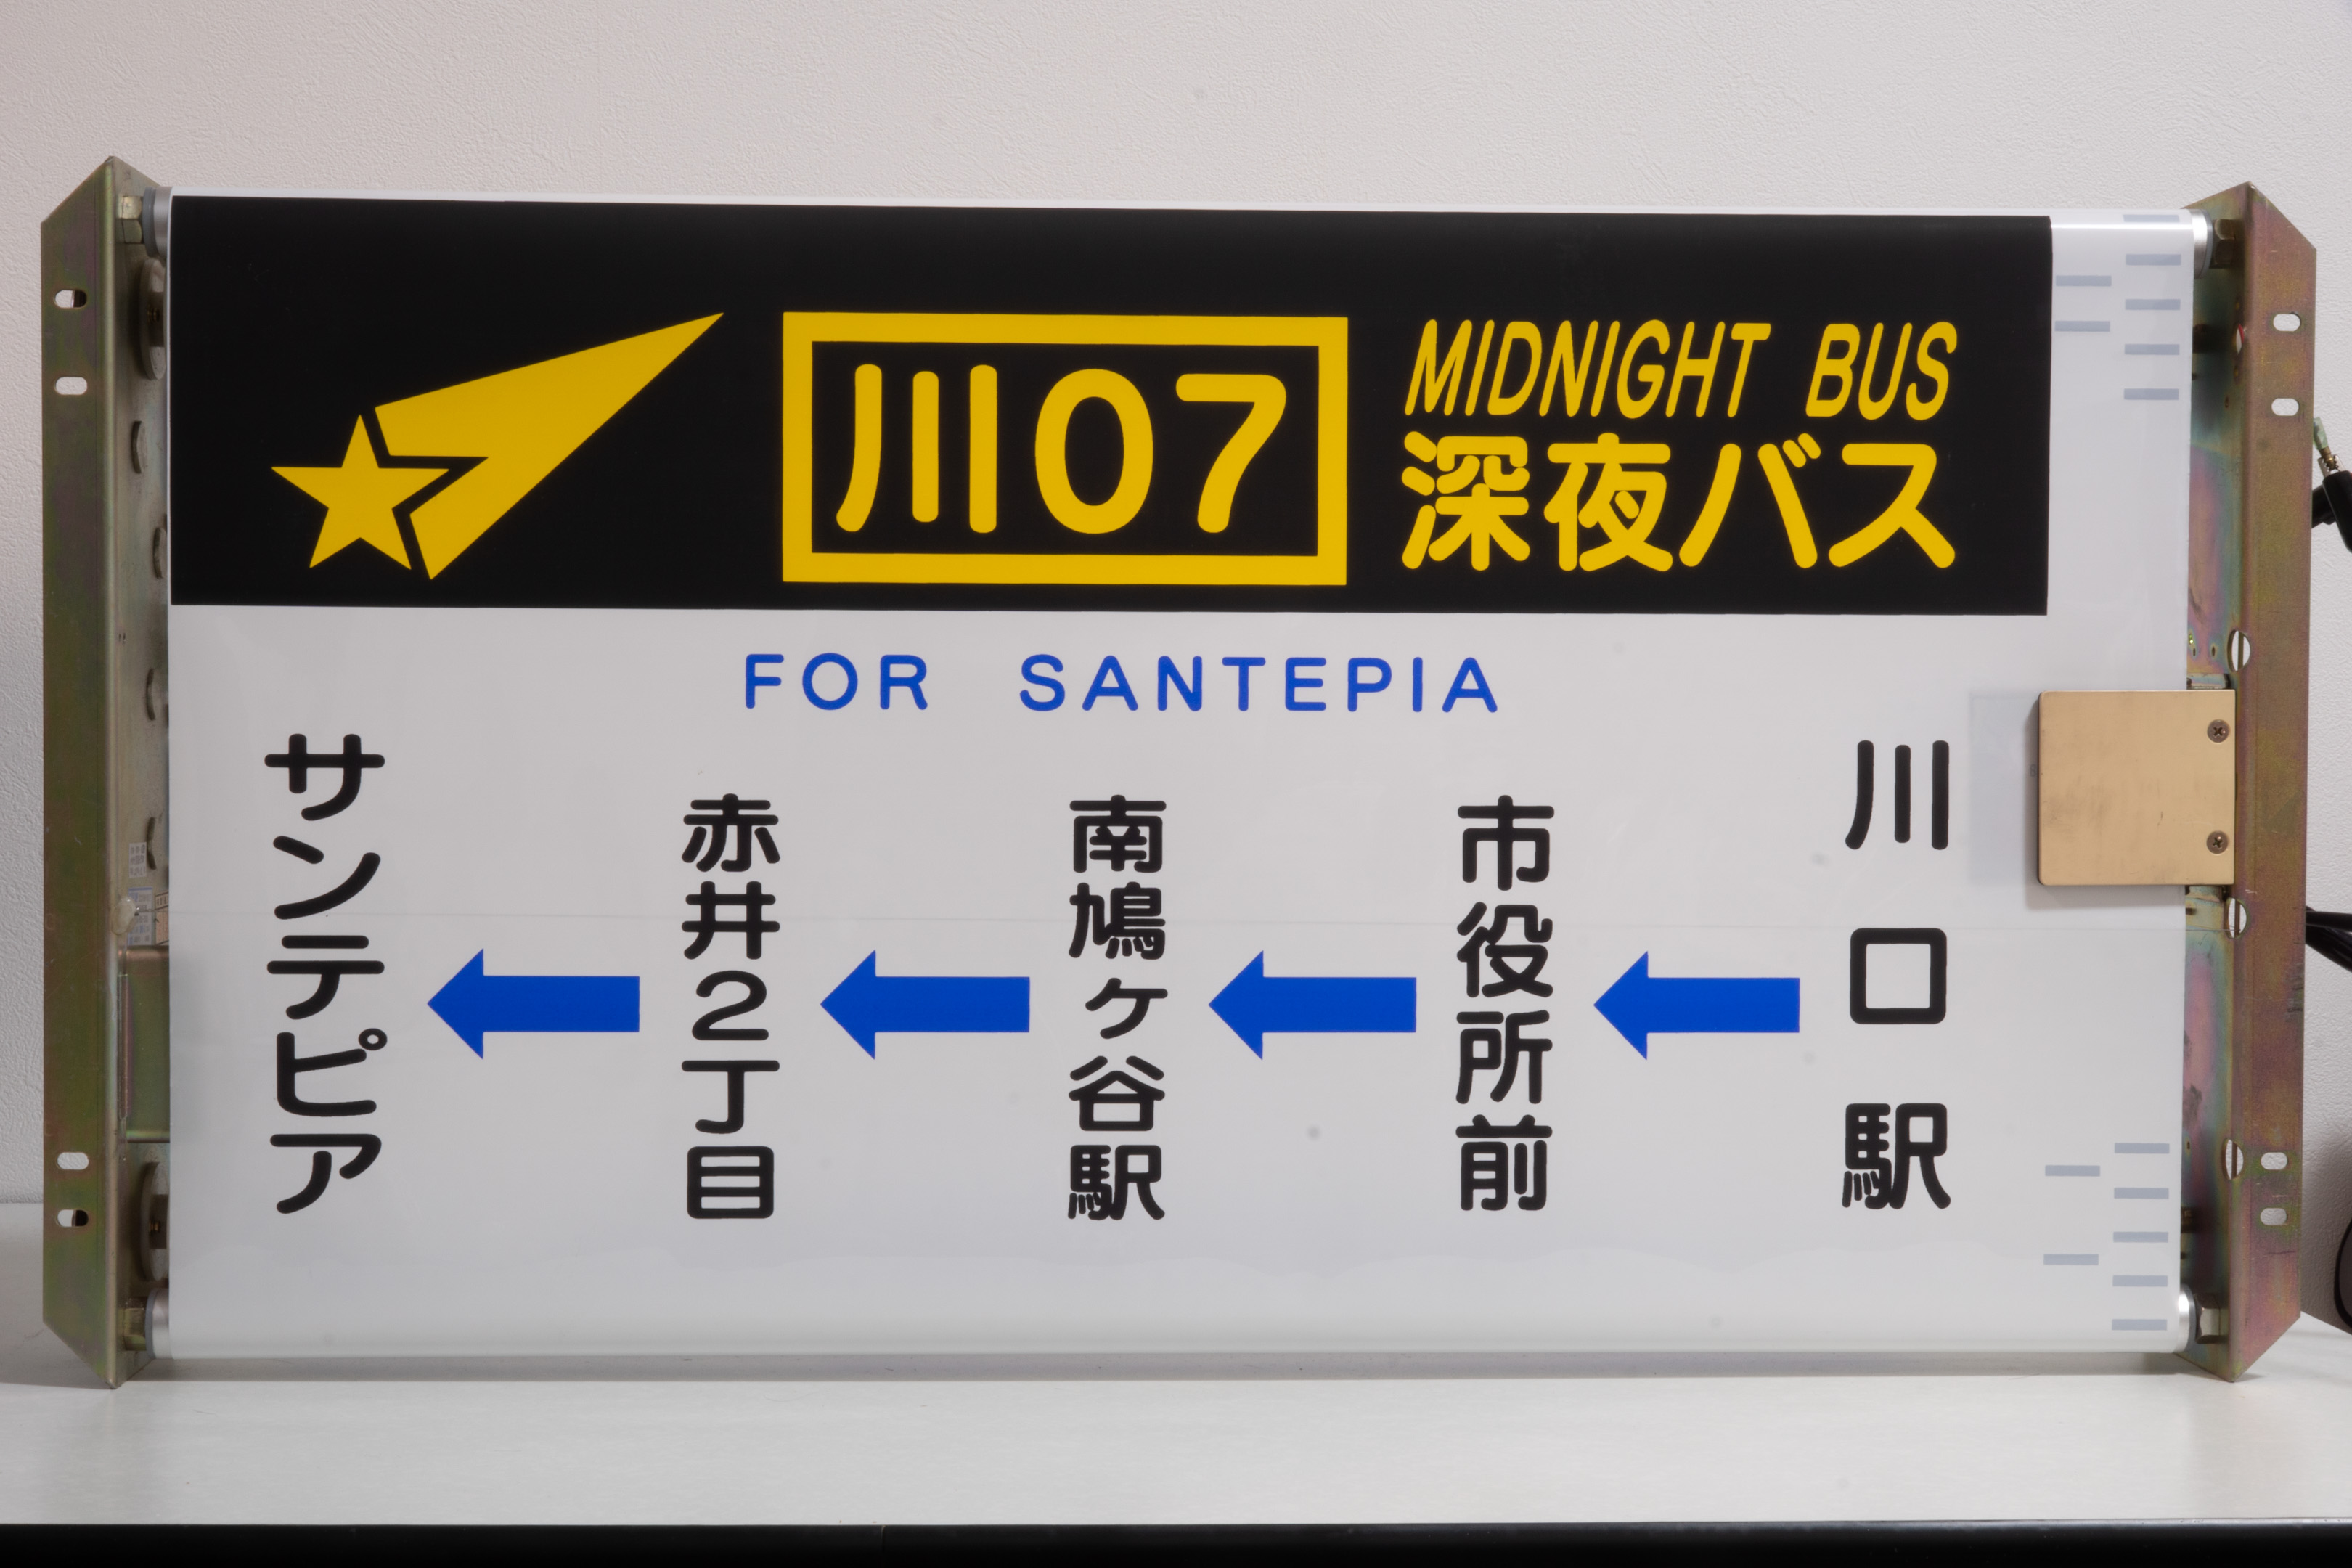 川07
MIDNIGHT BUS
深夜バス
FOR SANTEPIA
川口駅
市役所前
南鳩ヶ谷駅
赤井2丁目
サンテピア